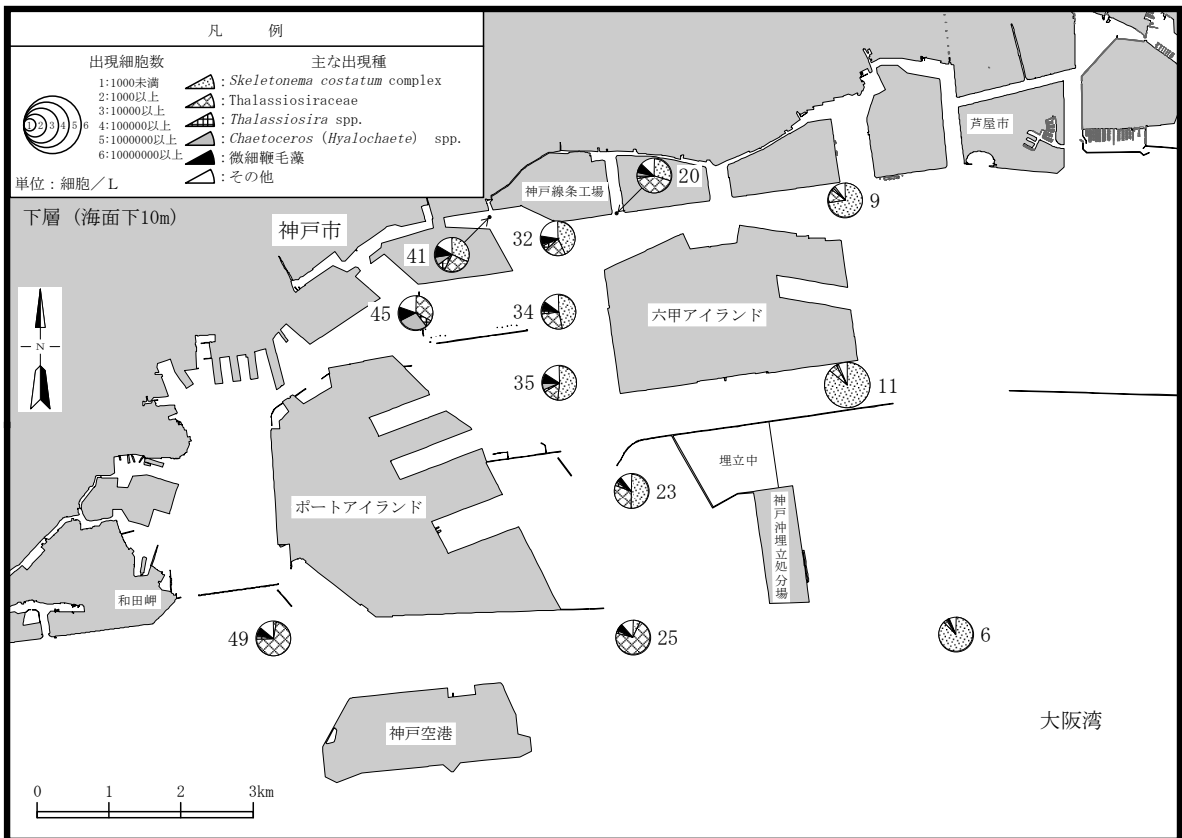 凡 例
出現細胞数
1:1000未満
2:1000以上
3:10000以上
4:100000以上
5:1000000以上
6:10000000以上
1 2 3 4 5 6
単位：細胞／L
主な出現種
：Skeletonema costatum complex
：Thalassiosiraceae
：Thalassiosira spp.
：Chaetoceros (Hyalochaete) spp.
：微細鞭毛藻
：その他
下層（海面下10m）
芦屋市
神戸線条工場
20
9
神戸市
32
41
45
34
六甲アイランド
N
35
11
埋立中
23
ポートアイランド
神戸沖埋立処分場
和田岬
49
25
6
大阪湾
神戸空港
0 1 2 3km